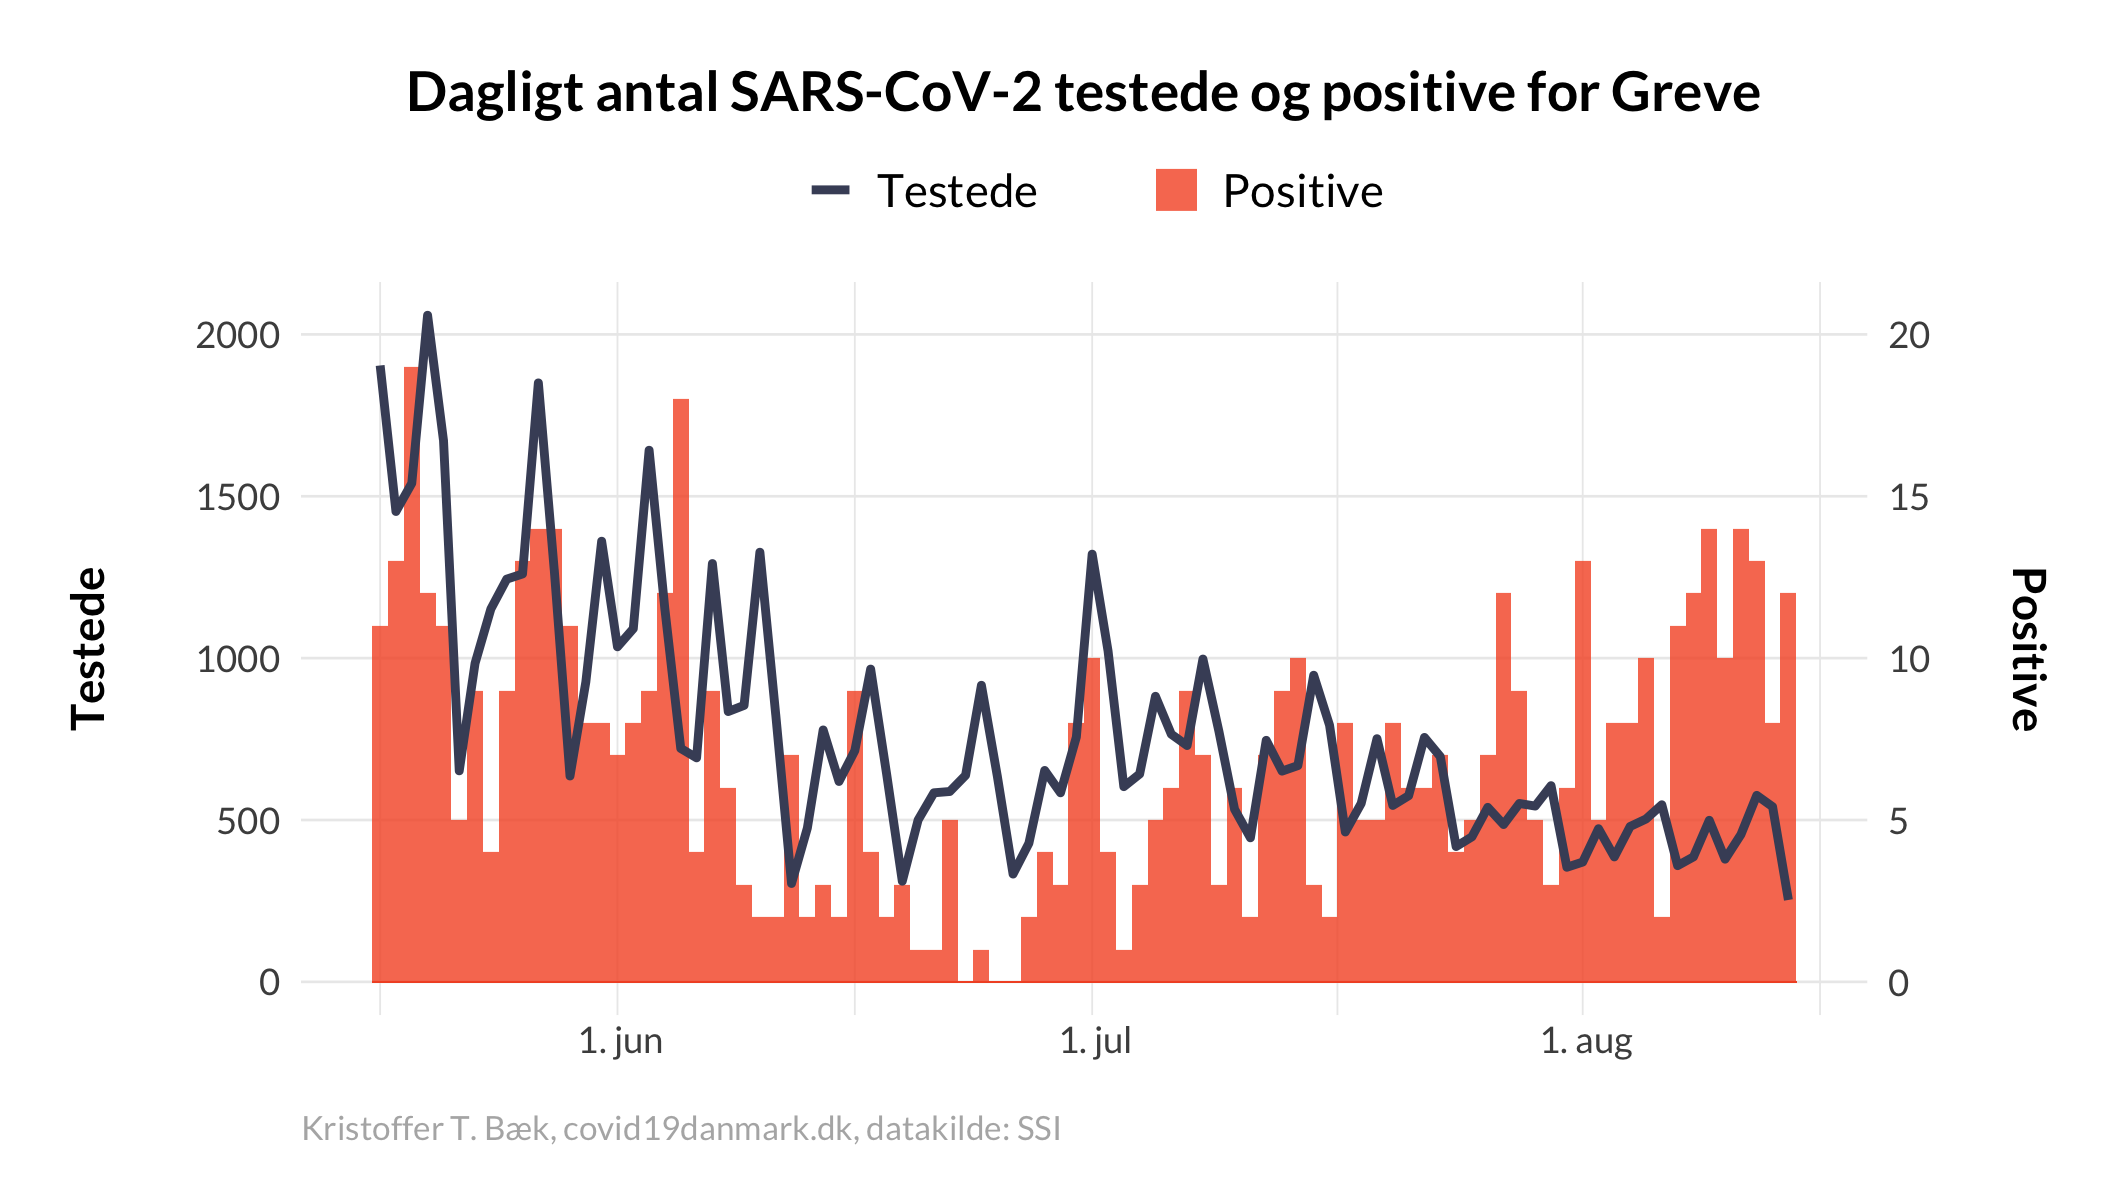 Dagligt antal SARS-CoV-2 testede og positive for Greve
Testede Positive
2000 20
1500 15
1000 10
500 5
0 0
Testede
Positive
1. jun 1. jul 1. aug
Kristoffer T. Bæk, covid19danmark.dk, datakilde: SSI